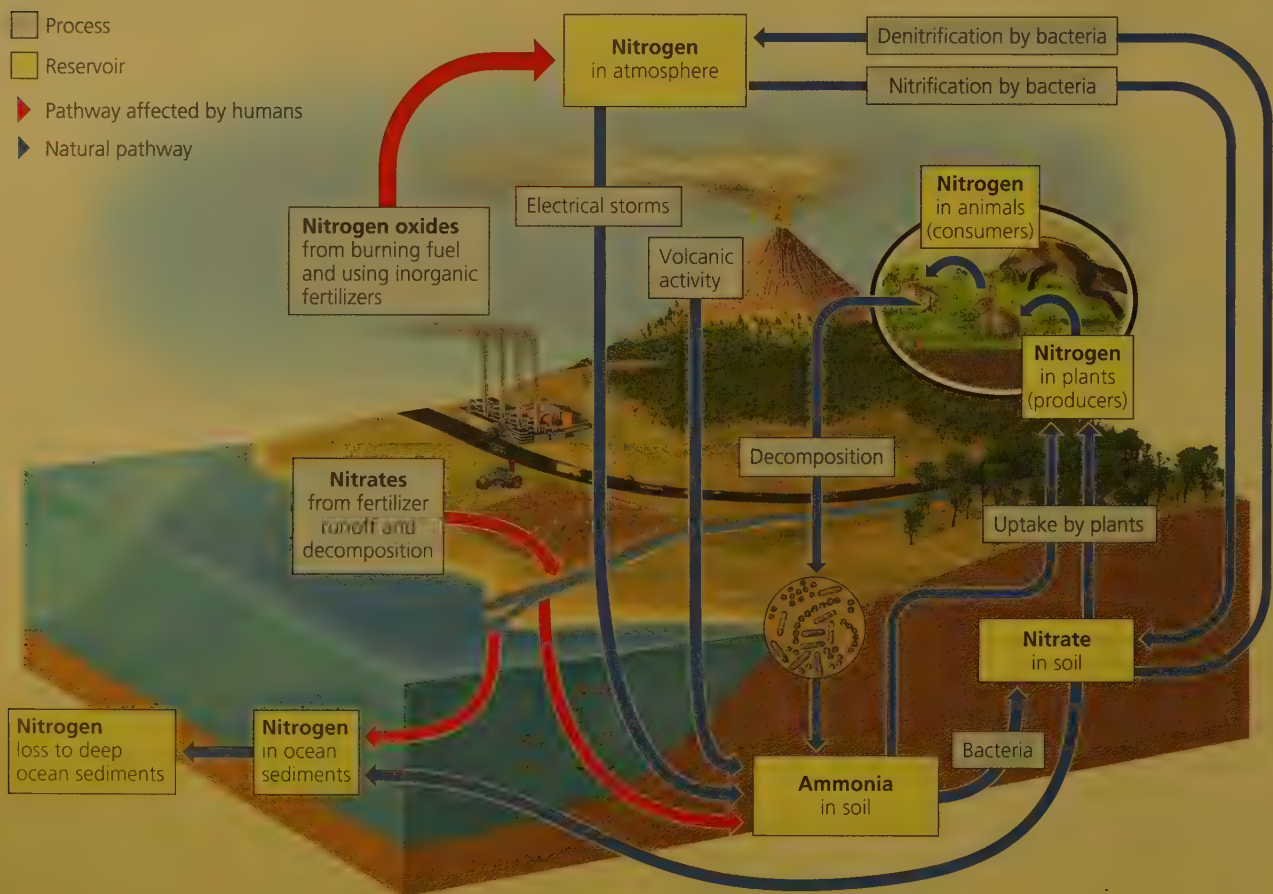 Process
Reservoir
Pathway affected by humans
Natural pathway
Nitrogen
in atmosphere
Denitrification by bacteria
Nitrification by bacteria
Nitrogen oxides
from burning fuel
and using inorganic
fertilizers
Electrical storms
Volcanic
activity
Nitrogen
in animals
(consumers)
Nitrogen
in plants
(producers)
Decomposition
Nitrates
from fertilizer
runoff and
decomposition
Uptake by plants
Nitrate
in soil
Nitrogen
loss to deep
ocean sediments
Nitrogen
in ocean
sediments
Bacteria
Ammonia
in soil